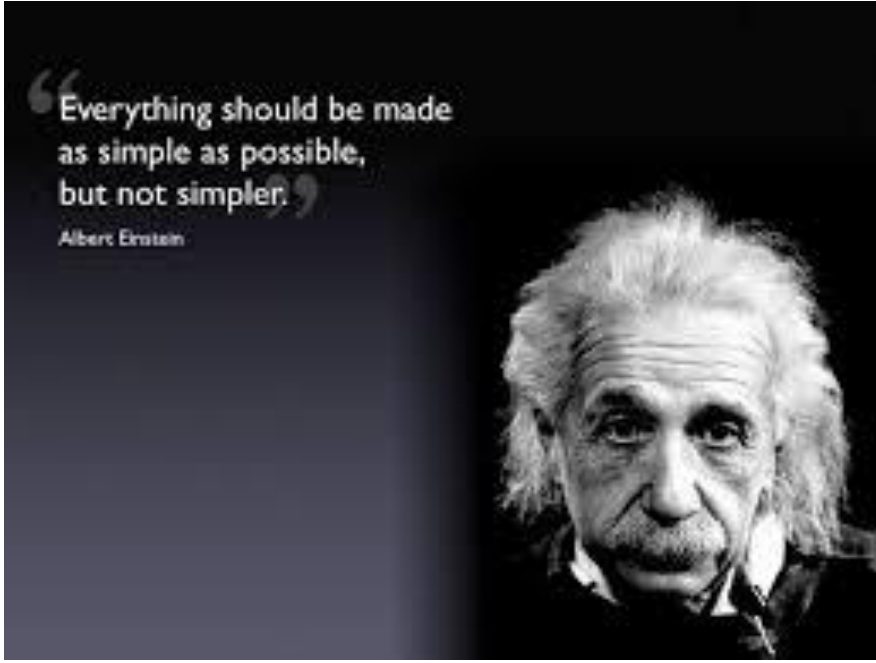 “Everything should be made
as simple as possible,
but not simpler.”
Albert Einstein